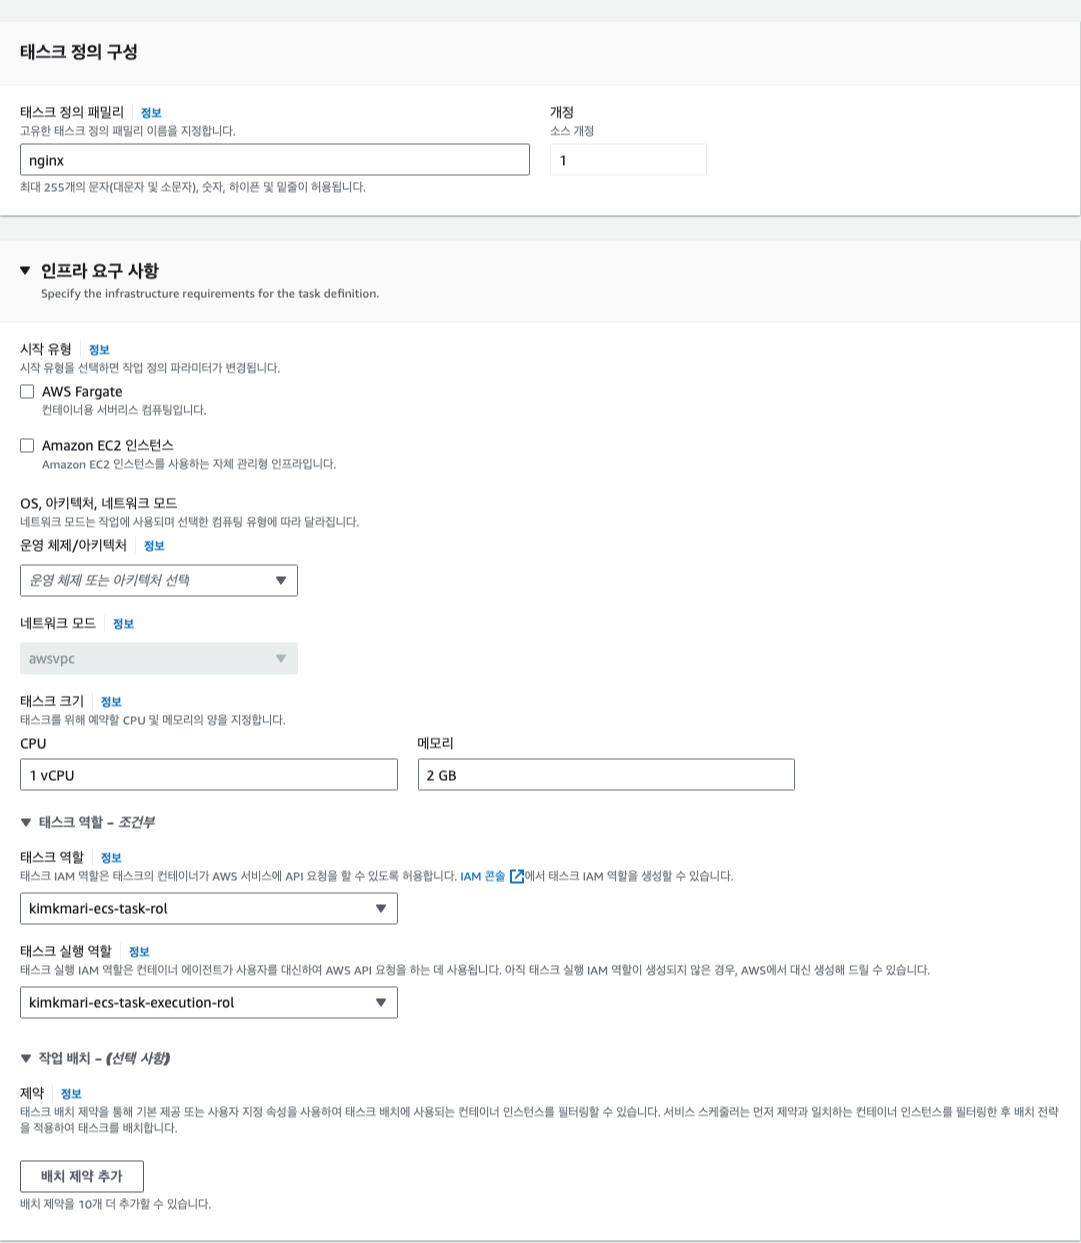 태스크 정의 구성
태스크 정의 패밀리 정보
고유한 태스크 정의 패밀리 이름을 지정합니다.
nginx
최대 255개의 문자(대문자 및 소문자), 숫자, 하이픈 및 밑줄이 허용됩니다.
개정
소스 개정
1
인프라 요구 사항
Specify the infrastructure requirements for the task definition.
시작 유형 정보
시작 유형을 선택하면 작업 정의 파라미터가 변경됩니다.
AWS Fargate
컨테이너용 서버리스 컴퓨팅입니다.
Amazon EC2 인스턴스
Amazon EC2 인스턴스를 사용하는 자체 관리형 인프라입니다.
OS, 아키텍처, 네트워크 모드
네트워크 모드는 작업에 사용되며 선택한 컴퓨팅 유형에 따라 달라집니다.
운영 체제/아키텍처 정보
운영 체제 또는 아키텍처 선택
네트워크 모드 정보
awsvpc
태스크 크기 정보
태스크를 위해 예약할 CPU 및 메모리의 양을 지정합니다.
CPU
1 vCPU
메모리
2 GB
태스크 역할 – 조건부
태스크 역할 정보
태스크 IAM 역할은 태스크의 컨테이너가 AWS 서비스에 API 요청을 할 수 있도록 허용합니다. IAM 콘솔 에서 태스크 IAM 역할을 생성할 수 있습니다.
kimkmari-ecs-task-rol
태스크 실행 역할 정보
태스크 실행 IAM 역할은 컨테이너 에이전트가 사용자를 대신하여 AWS API 요청을 하는 데 사용됩니다. 아직 태스크 실행 IAM 역할이 생성되지 않은 경우, AWS에서 대신 생성해 드릴 수 있습니다.
kimkmari-ecs-task-execution-rol
작업 배치 – (선택 사항)
제약 정보
태스크 배치 제약을 통해 기본 제공 또는 사용자 지정 속성을 사용하여 태스크 배치에 사용되는 컨테이너 인스턴스를 필터링할 수 있습니다. 서비스 스케줄러는 먼저 제약과 일치하는 컨테이너 인스턴스를 필터링한 후 배치 전략
을 적용하여 태스크를 배치합니다.
배치 제약 추가
배치 제약을 10개 더 추가할 수 있습니다.